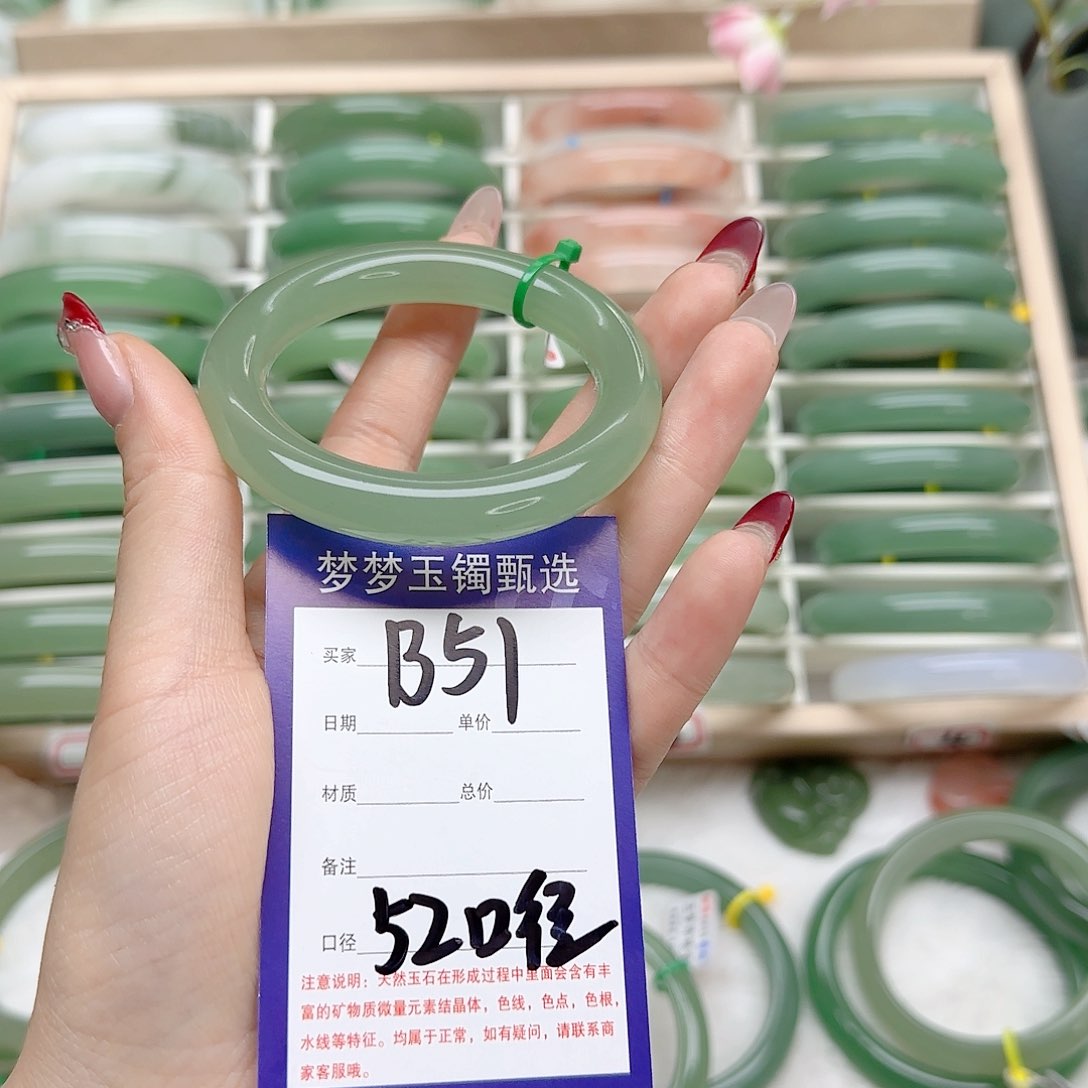 梦梦玉镯甄选
买家 B51
日期 单价
材质 总价
备注
口径 52口径
注意说明：天然玉石在形成过程中里面会含有丰
富的矿物质微量元素结晶体，色线，色点，色根，
水线等特征。均属于正常，如有疑问，请联系商
家客服哦。